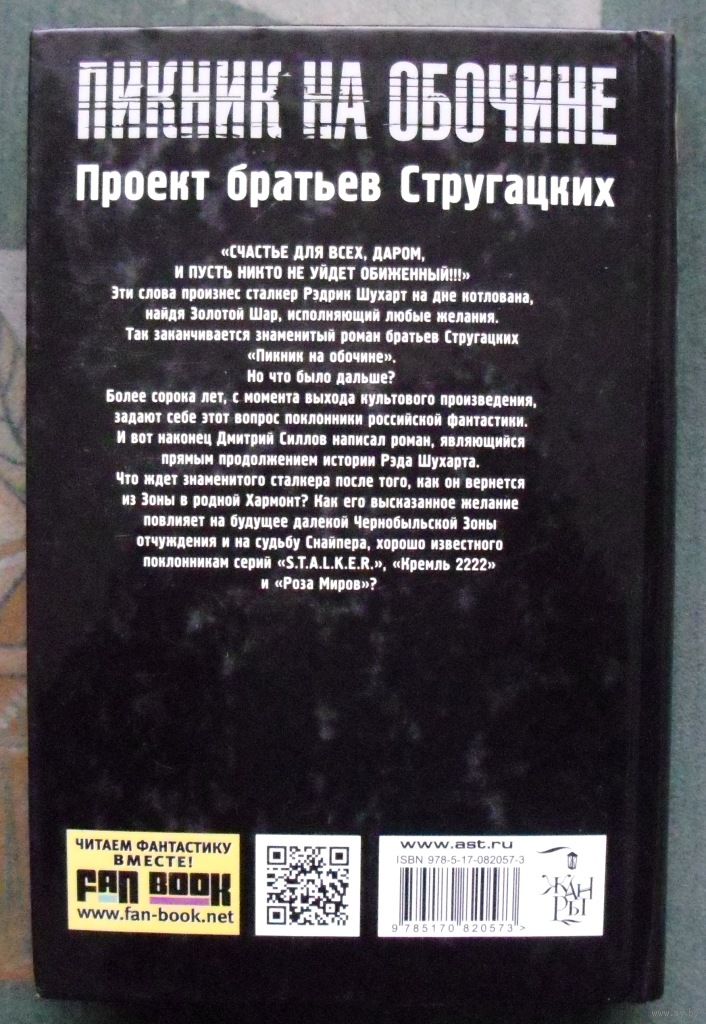 ПИКНИК НА ОБОЧИНЕ
Проект братьев Стругацких
«СЧАСТЬЕ ДЛЯ ВСЕХ, ДАРОМ,
И ПУСТЬ НИКТО НЕ УЙДЕТ ОБИЖЕННЫЙ!!!»
Эти слова произнес сталкер Рэдрик Шухарт на дне котлована,
найдя Золотой Шар, исполняющий любые желания.
Так заканчивается знаменитый роман братьев Стругацких
«Пикник на обочине».
Но что было дальше?
Более сорока лет, с момента выхода культового произведения,
задают себе этот вопрос поклонники российской фантастики.
И вот наконец Дмитрий Силлов написал роман, являющийся
прямым продолжением истории Рэда Шухарта.
Что ждет знаменитого сталкера после того, как он вернется
из Зоны в родной Хармонт? Как его высказанное желание
повлияет на будущее далекой Чернобыльской Зоны
отчуждения и на судьбу Снайпера, хорошо известного
поклонникам серий «S.T.A.L.K.E.R.», «Кремль 2222»
и «Роза Миров»?
ЧИТАЕМ ФАНТАСТИКУ
ВМЕСТЕ!
FAN BOOK
www.fan-book.net
www.ast.ru
ISBN 978-5-17-082057-3
9 785170 820573 >
ЖАНРЫ
www.ay.by